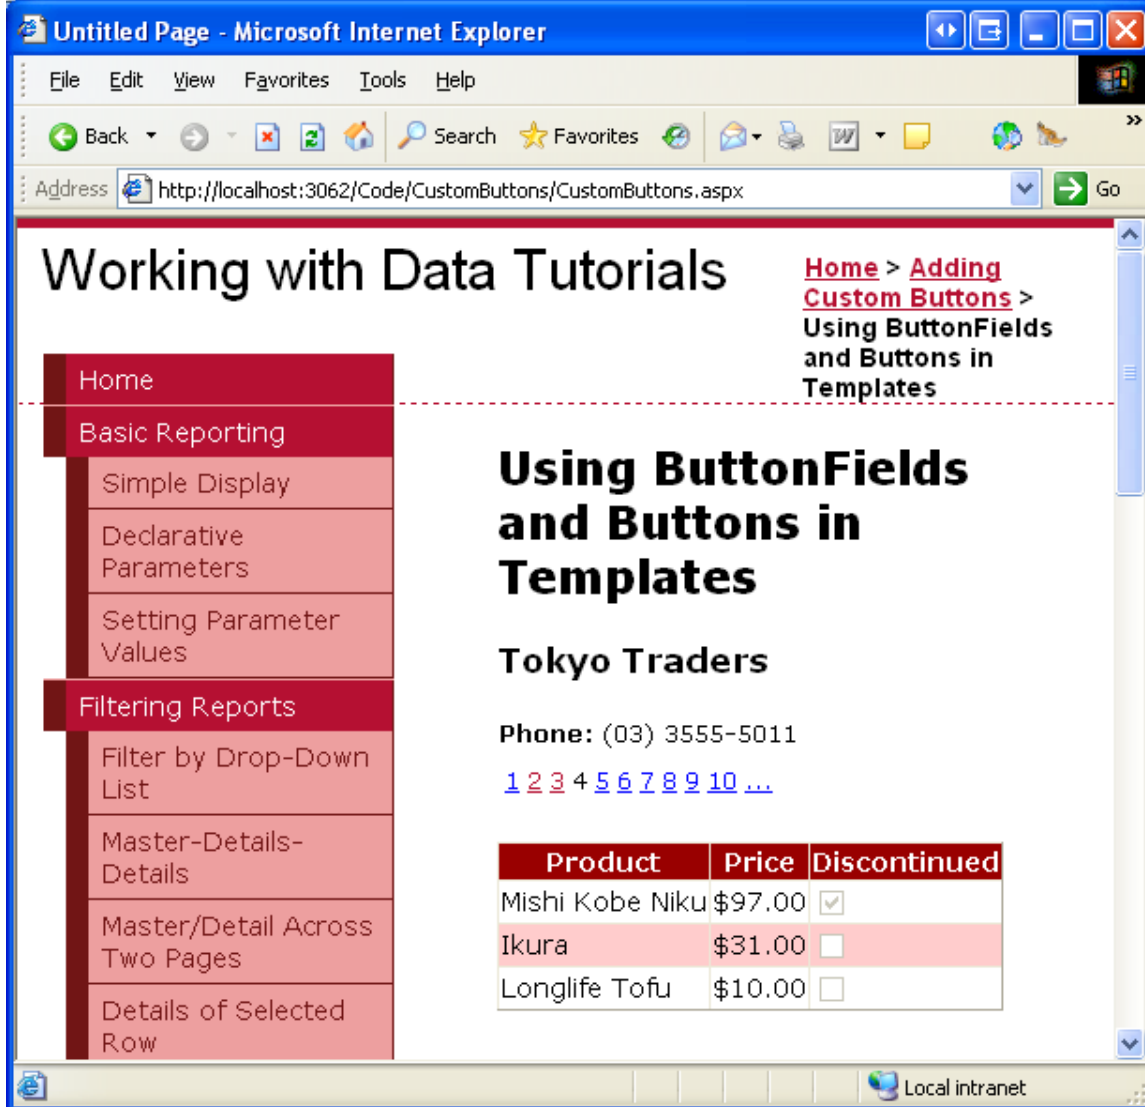 Untitled Page - Microsoft Internet Explorer
File Edit View Favorites Tools Help
Back Search Favorites »
Address http://localhost:3062/Code/CustomButtons/CustomButtons.aspx Go
Working with Data Tutorials
Home > Adding
Custom Buttons >
Using ButtonFields
and Buttons in
Templates
Home
Basic Reporting
Simple Display
Declarative
Parameters
Setting Parameter
Values
Filtering Reports
Filter by Drop-Down
List
Master-Details-
Details
Master/Detail Across
Two Pages
Details of Selected
Row
Using ButtonFields
and Buttons in
Templates
Tokyo Traders
Phone: (03) 3555-5011
1 2 3 4 5 6 7 8 9 10 ...
Product Price Discontinued
Mishi Kobe Niku $97.00
Ikura $31.00
Longlife Tofu $10.00
Local intranet